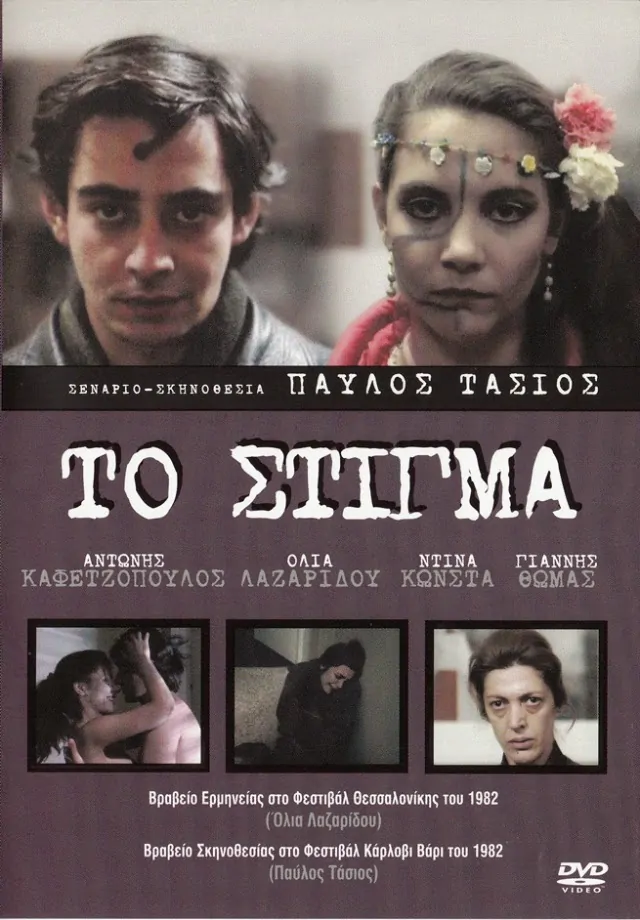 ΣΕΝΑΡΙΟ-ΣΚΗΝΟΘΕΣΙΑ ΠΑΥΛΟΣ ΤΑΣΙΟΣ
ΤΟ ΣΤΙΓΜΑ
ΑΝΤΩΝΗΣ ΚΑΦΕΤΖΟΠΟΥΛΟΣ
ΟΛΙΑ ΛΑΖΑΡΙΔΟΥ
ΝΤΙΝΑ ΚΩΝΣΤΑ
ΓΙΑΝΝΗΣ ΘΩΜΑΣ
Βραβείο Ερμηνείας στο Φεστιβάλ Θεσσαλονίκης του 1982
(Όλια Λαζαρίδου)
Βραβείο Σκηνοθεσίας στο Φεστιβάλ Κάρλοβι Βάρι του 1982
(Παύλος Τάσιος)
DVD
VIDEO